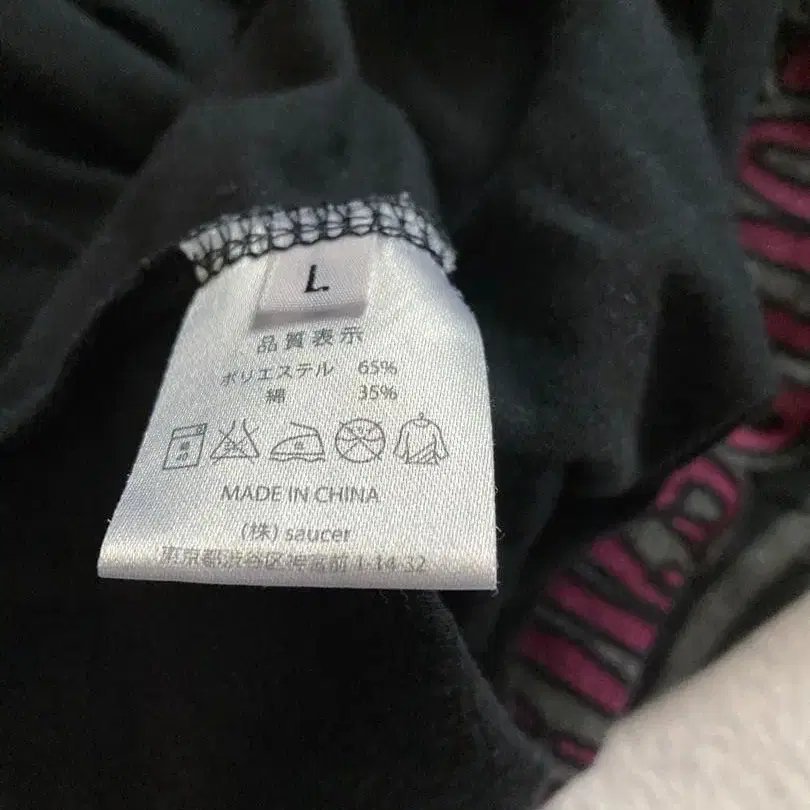 L
品質表示
ポリエステル 65%
綿 35%
MADE IN CHINA
(株) saucer
東京都渋谷区神宮前 1-14-32